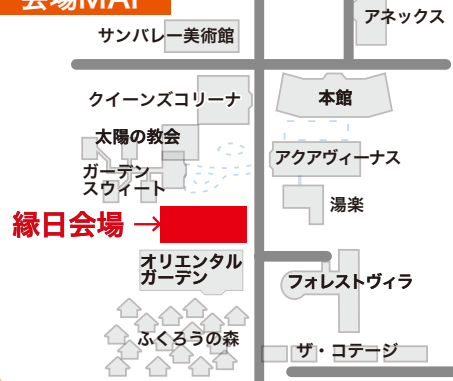 会場MAP
アネックス
サンバレー美術館
クイーンズコリーナ
本館
太陽の教会
アクアヴィーナス
ガーデン
スウィート
湯楽
縁日会場→
オリエンタル
ガーデン
フォレストヴィラ
ふくろうの森
ザ・コテージ